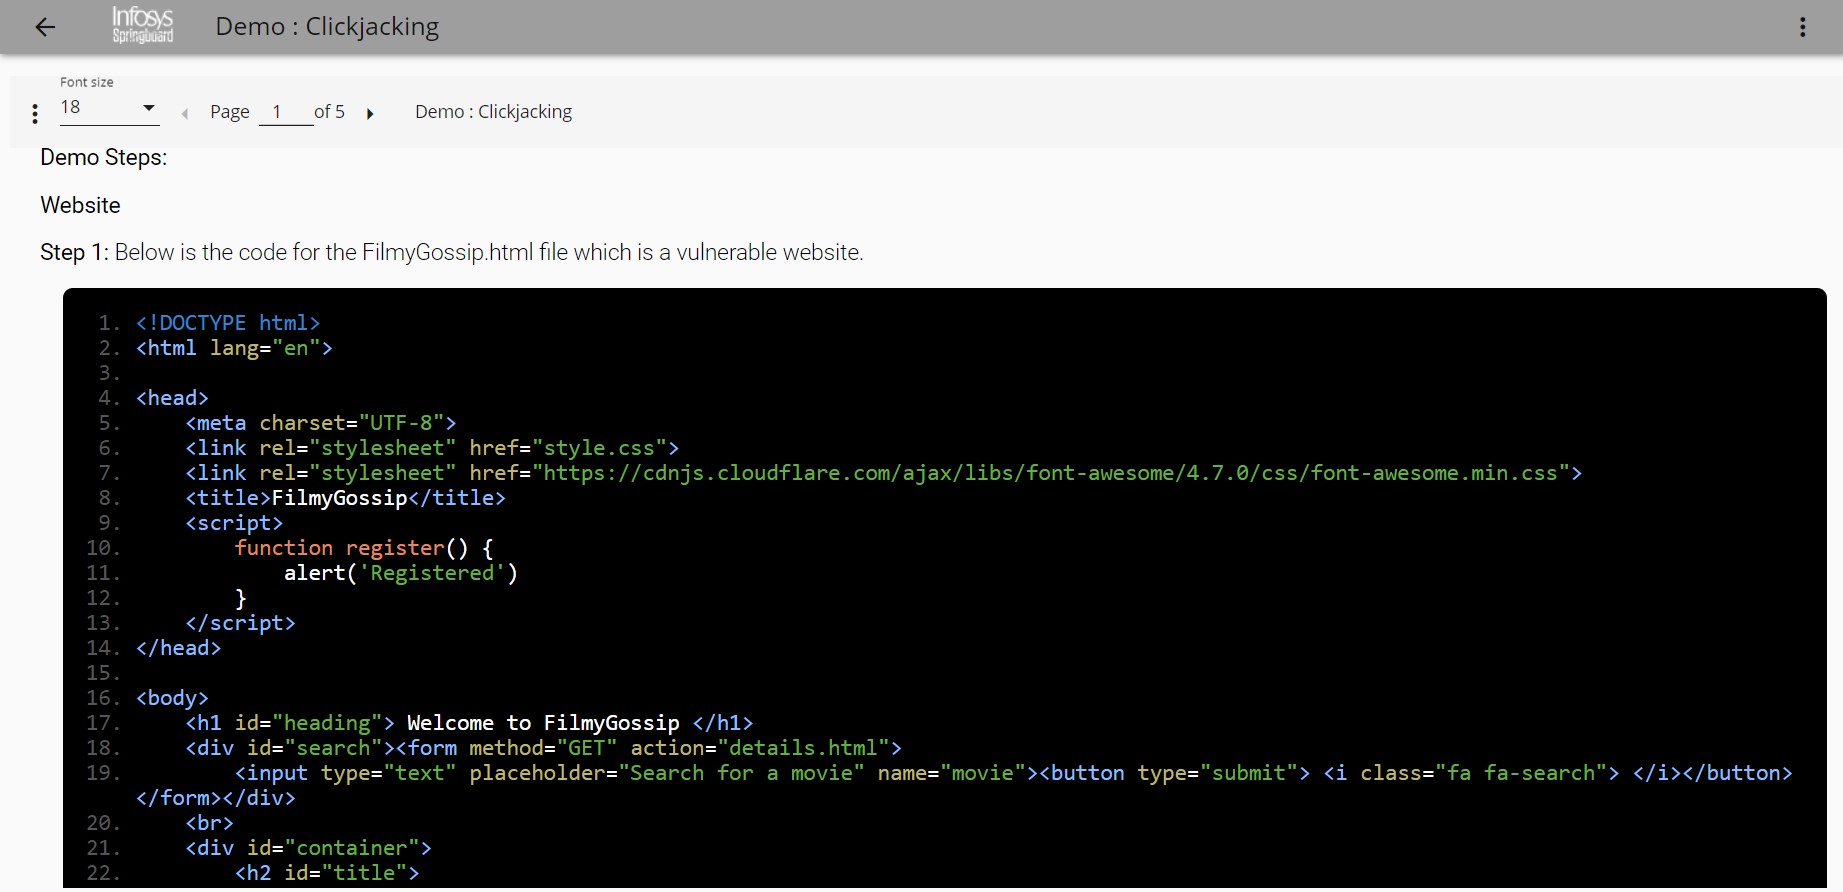 Infosys
Springboard
Demo : Clickjacking
Font size
18
Page 1 of 5
Demo : Clickjacking
Demo Steps:
Website
Step 1: Below is the code for the FilmyGossip.html file which is a vulnerable website.
1. <!DOCTYPE html>
2. <html lang="en">
3.
4. <head>
5.     <meta charset="UTF-8">
6.     <link rel="stylesheet" href="style.css">
7.     <link rel="stylesheet" href="https://cdnjs.cloudflare.com/ajax/libs/font-awesome/4.7.0/css/font-awesome.min.css">
8.     <title>FilmyGossip</title>
9.     <script>
10.         function register() {
11.             alert('Registered')
12.         }
13.     </script>
14. </head>
15.
16. <body>
17.     <h1 id="heading"> Welcome to FilmyGossip </h1>
18.     <div id="search"><form method="GET" action="details.html">
19.         <input type="text" placeholder="Search for a movie" name="movie"><button type="submit"> <i class="fa fa-search"> </i></button>
</form></div>
20.     <br>
21.     <div id="container">
22.         <h2 id="title">